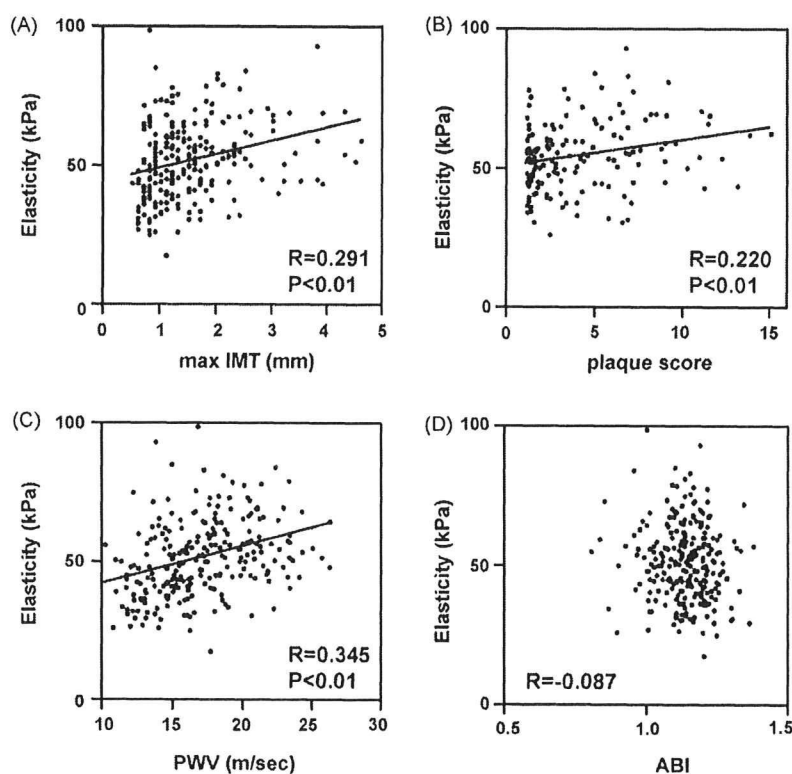 (A)
100
50
0
Elasticity (kPa)
R=0.291
P<0.01
0 1 2 3 4 5
max IMT (mm)
(B)
100
50
0
Elasticity (kPa)
R=0.220
P<0.01
0 5 10 15
plaque score
(C)
100
50
0
Elasticity (kPa)
R=0.345
P<0.01
10 15 20 25 30
PWV (m/sec)
(D)
100
50
0
Elasticity (kPa)
R=-0.087
0.5 1.0 1.5
ABI